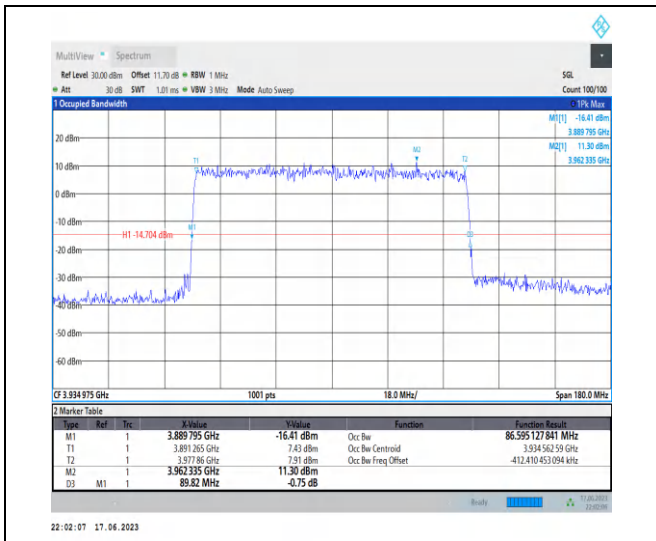 MultiView Spectrum
Ref Level 30.00 dBm Offset 11.70 dB RBW 1 MHz SGL
Att 30 dB SWT 1.01 ms VBW 3 MHz Mode Auto Sweep Count 100/100
1 Occupied Bandwidth 1Pk Max
M1[1] -16.41 dBm
3.889 795 GHz
M2[1] 11.30 dBm
3.962 335 GHz
20 dBm
M2
T1 T2
10 dBm
0 dBm
-10 dBm
M1
H1 -14.704 dBm D3
-20 dBm
-30 dBm
-40 dBm
-50 dBm
-60 dBm
CF 3.934 975 GHz 1001 pts 18.0 MHz/ Span 180.0 MHz
2 Marker Table
Type Ref Trc X-Value Y-Value Function Function Result
M1 1 3.889 795 GHz -16.41 dBm Occ Bw 86.595 127 841 MHz
T1 1 3.891 265 GHz 7.43 dBm Occ Bw Centroid 3.934 562 59 GHz
T2 1 3.977 86 GHz 7.91 dBm Occ Bw Freq Offset -412.410 453 094 kHz
M2 1 3.962 335 GHz 11.30 dBm
D3 M1 1 89.82 MHz -0.75 dB
Ready 17.06.2023
22:02:06
22:02:07 17.06.2023